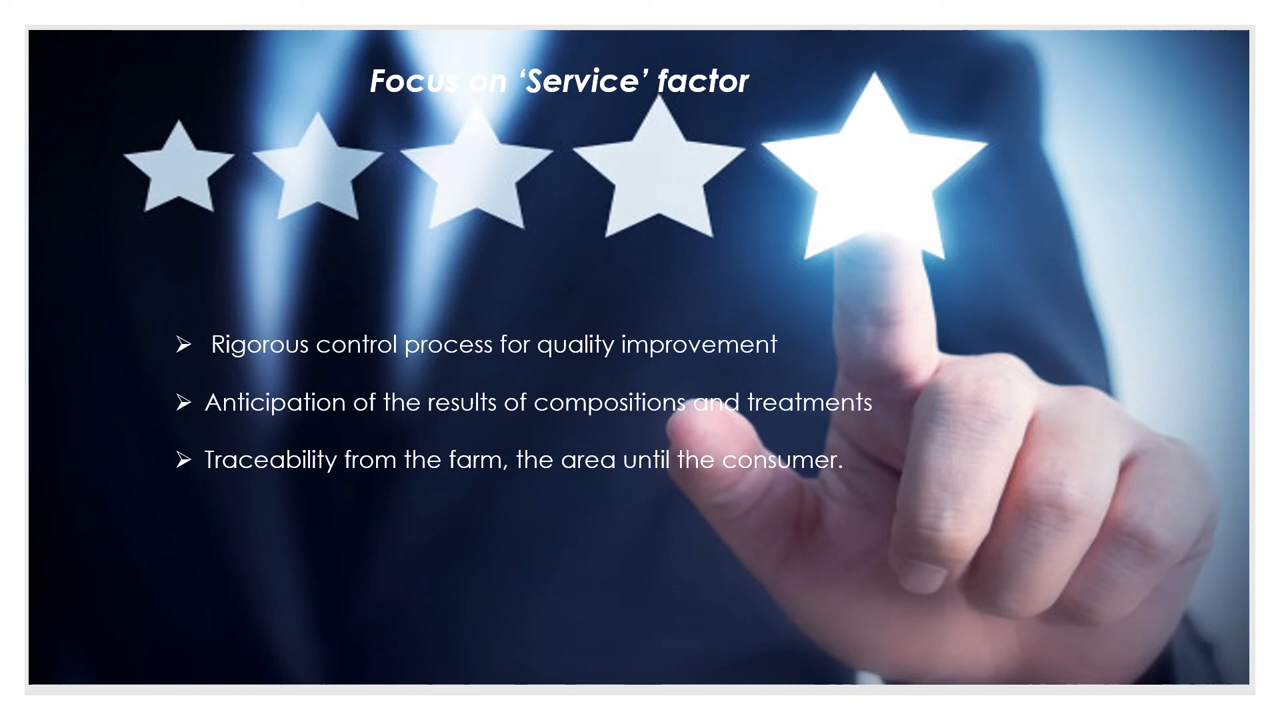 Focus on ‘Service’ factor
➢ Rigorous control process for quality improvement
➢ Anticipation of the results of compositions and treatments
➢ Traceability from the farm, the area until the consumer.